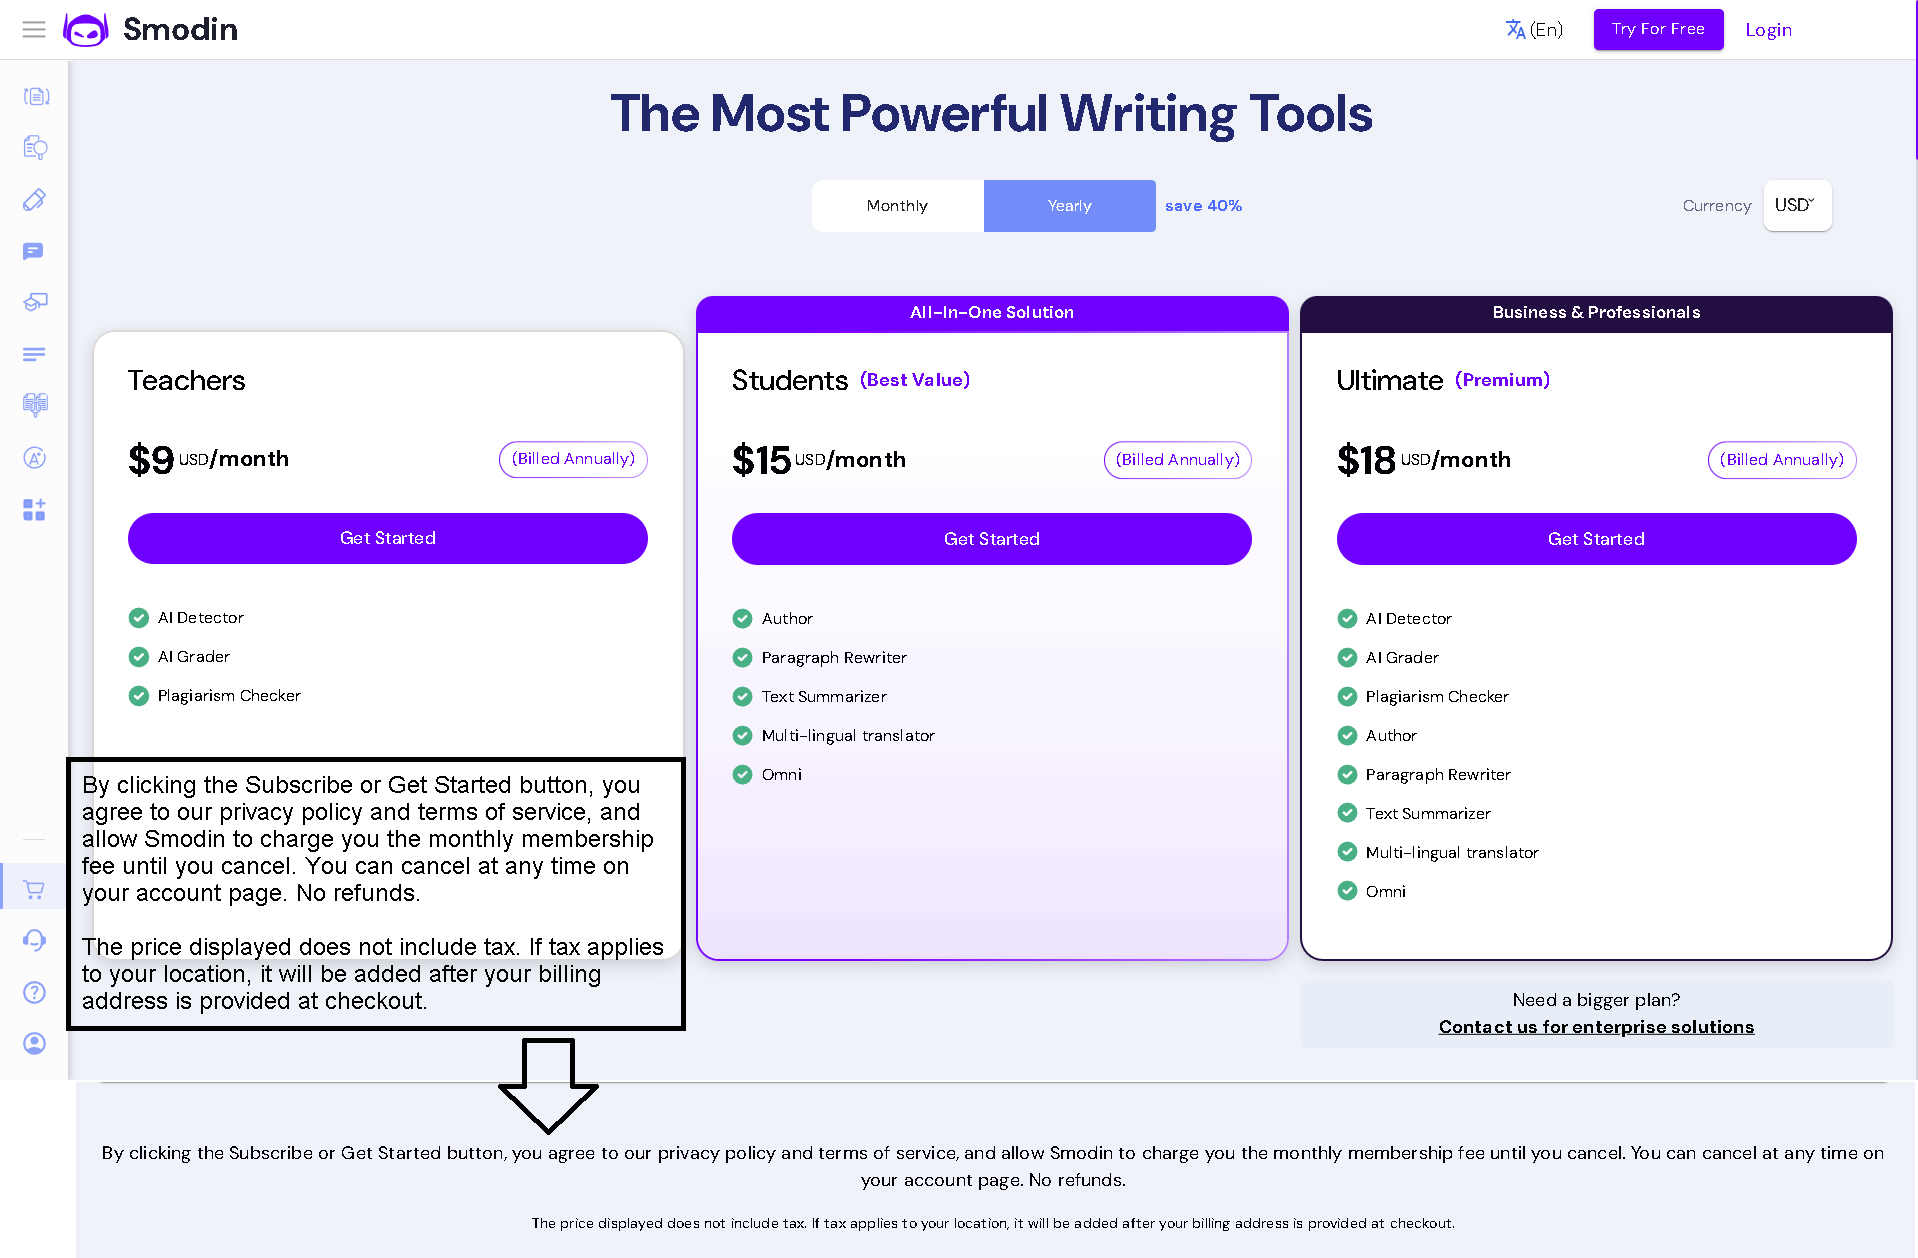 Smodin
(En)
Try For Free
Login
The Most Powerful Writing Tools
Monthly
Yearly
save 40%
Currency
USD
Teachers
$9 USD/month
(Billed Annually)
Get Started
AI Detector
AI Grader
Plagiarism Checker
All-In-One Solution
Students (Best Value)
$15 USD/month
(Billed Annually)
Get Started
Author
Paragraph Rewriter
Text Summarizer
Multi-lingual translator
Omni
Business & Professionals
Ultimate (Premium)
$18 USD/month
(Billed Annually)
Get Started
AI Detector
AI Grader
Plagiarism Checker
Author
Paragraph Rewriter
Text Summarizer
Multi-lingual translator
Omni
Need a bigger plan?
Contact us for enterprise solutions
By clicking the Subscribe or Get Started button, you
agree to our privacy policy and terms of service, and
allow Smodin to charge you the monthly membership
fee until you cancel. You can cancel at any time on
your account page. No refunds.
The price displayed does not include tax. If tax applies
to your location, it will be added after your billing
address is provided at checkout.
By clicking the Subscribe or Get Started button, you agree to our privacy policy and terms of service, and allow Smodin to charge you the monthly membership fee until you cancel. You can cancel at any time on
your account page. No refunds.
The price displayed does not include tax. If tax applies to your location, it will be added after your billing address is provided at checkout.